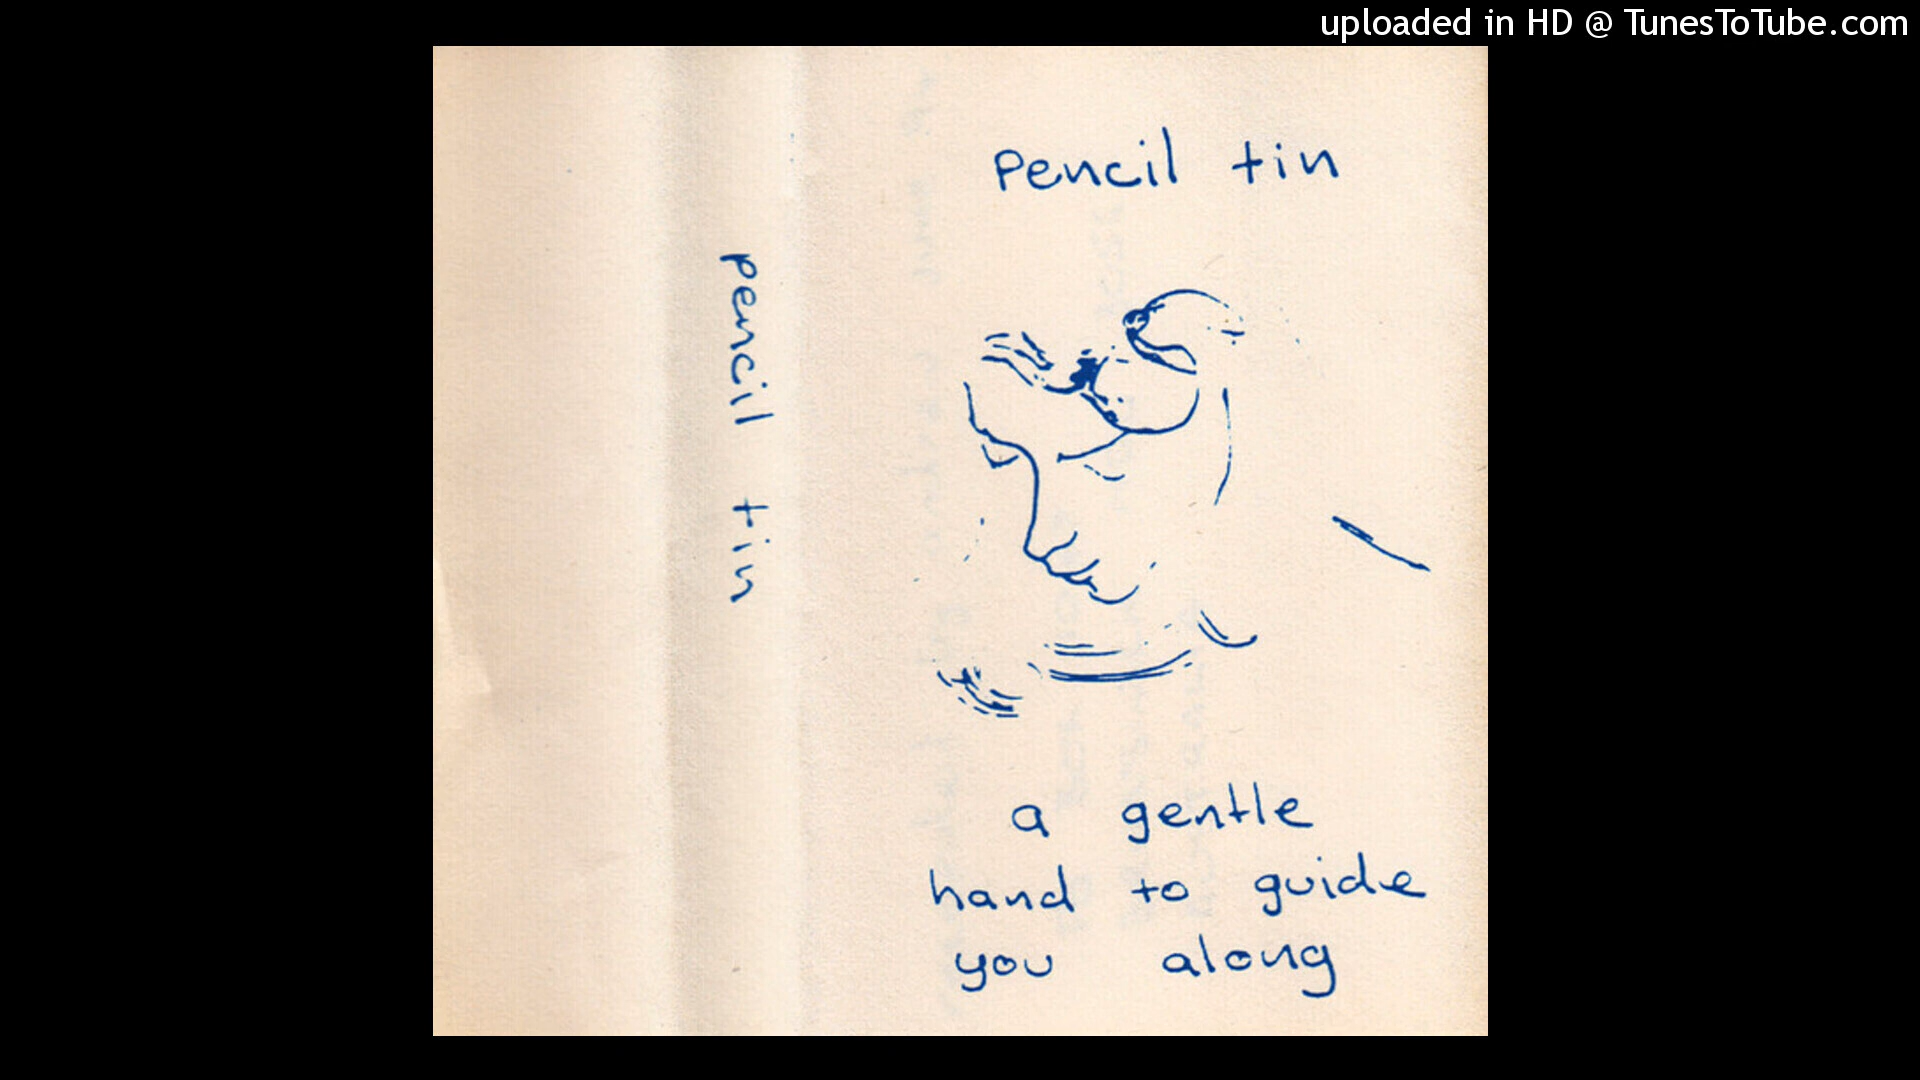 uploaded in HD @ TunesToTube.com
pencil tin
pencil tin
a gentle
hand to guide
you along